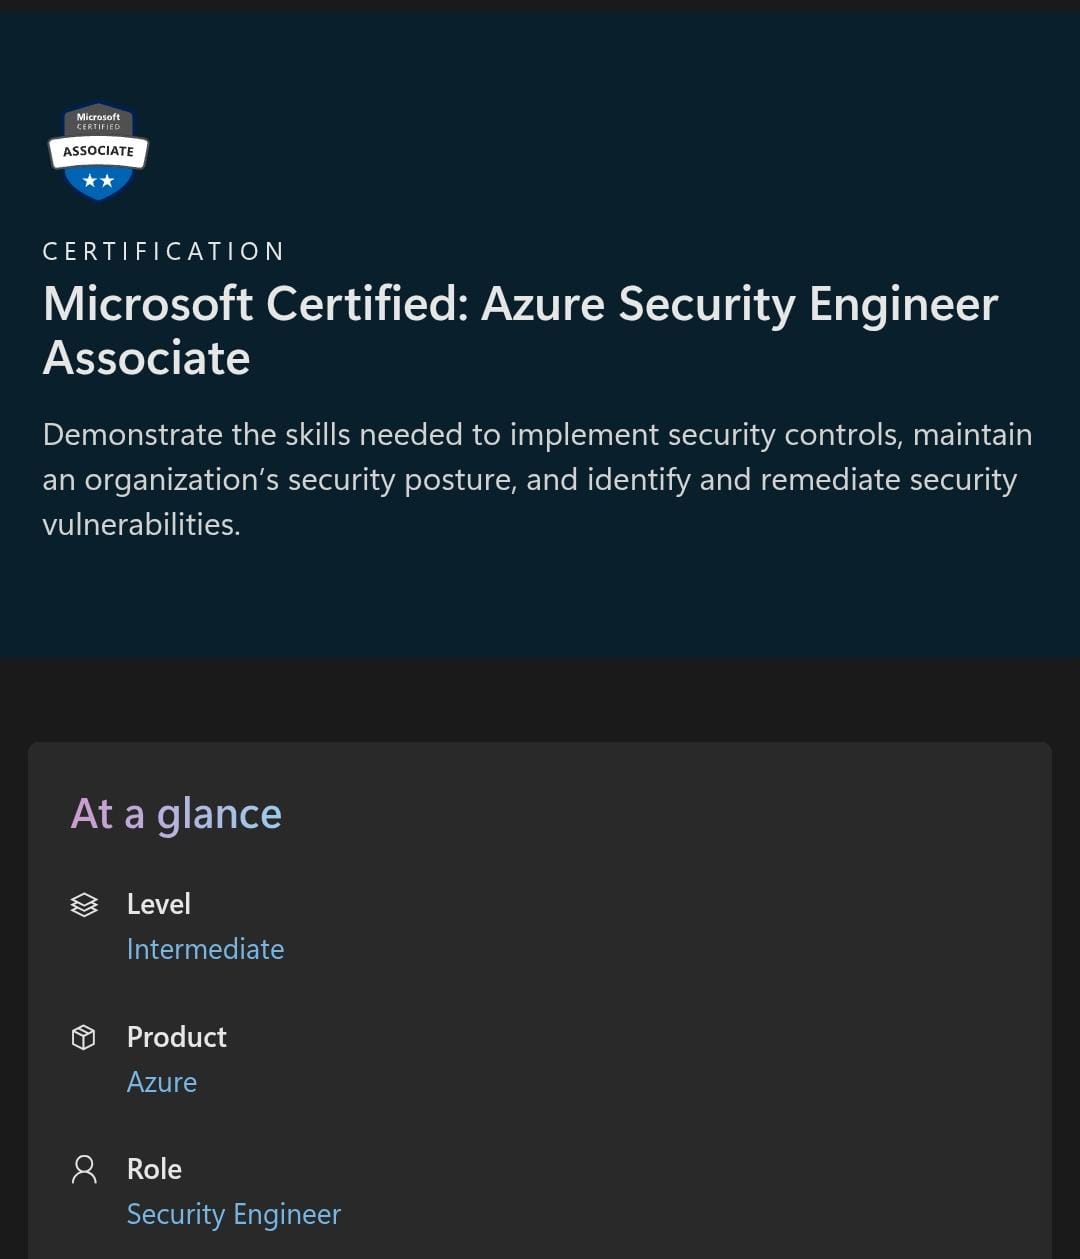 Microsoft
CERTIFIED
ASSOCIATE
CERTIFICATION
Microsoft Certified: Azure Security Engineer
Associate
Demonstrate the skills needed to implement security controls, maintain
an organization’s security posture, and identify and remediate security
vulnerabilities.
At a glance
Level
Intermediate
Product
Azure
Role
Security Engineer